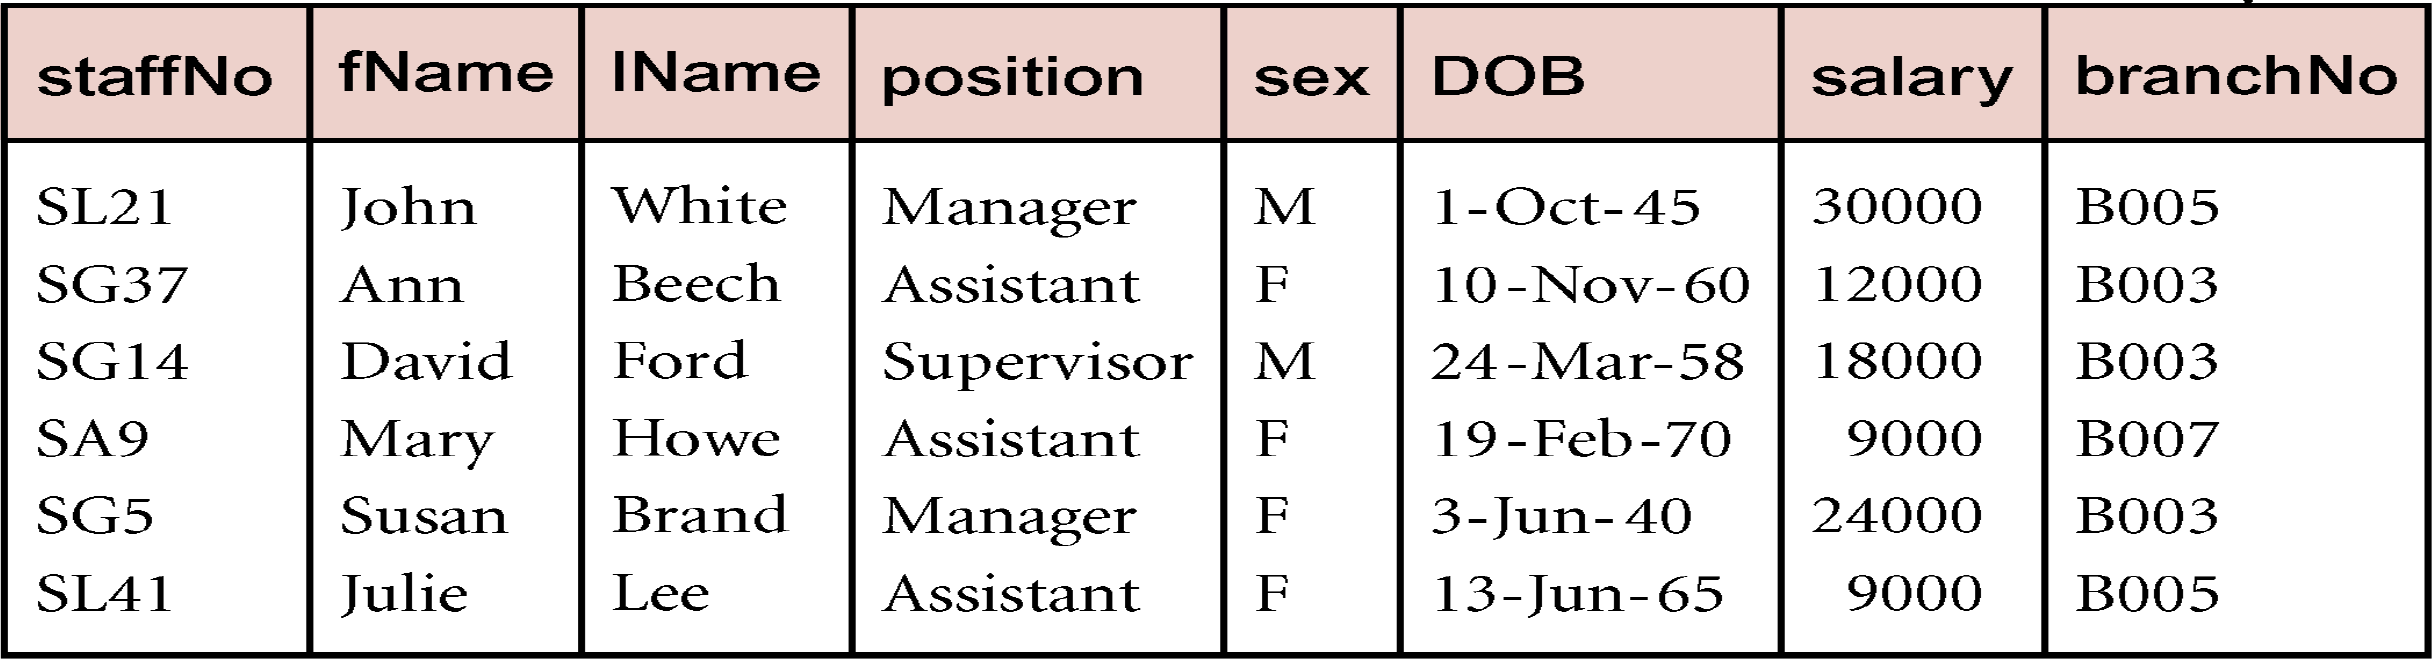 staffNo fName lName position sex DOB salary branchNo
SL21 John White Manager M 1-Oct-45 30000 B005
SG37 Ann Beech Assistant F 10-Nov-60 12000 B003
SG14 David Ford Supervisor M 24-Mar-58 18000 B003
SA9 Mary Howe Assistant F 19-Feb-70 9000 B007
SG5 Susan Brand Manager F 3-Jun-40 24000 B003
SL41 Julie Lee Assistant F 13-Jun-65 9000 B005